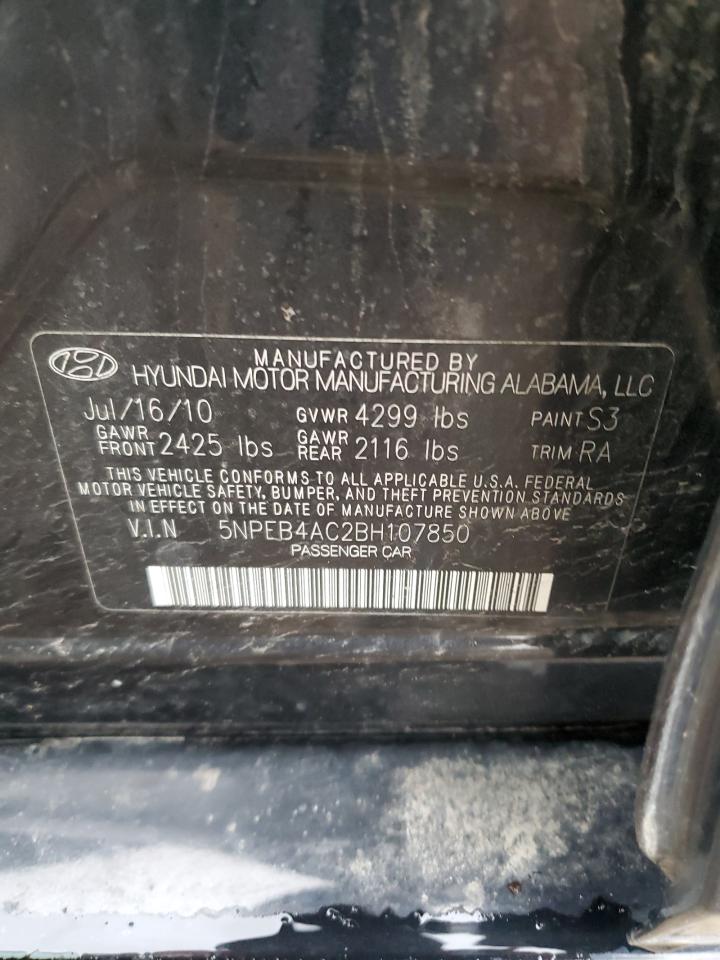 MANUFACTURED BY
HYUNDAI MOTOR MANUFACTURING ALABAMA, LLC
Jul/16/10 GVWR 4299 lbs PAINT S3
GAWR FRONT 2425 lbs GAWR REAR 2116 lbs TRIM RA
THIS VEHICLE CONFORMS TO ALL APPLICABLE U.S.A. FEDERAL
MOTOR VEHICLE SAFETY, BUMPER, AND THEFT PREVENTION STANDARDS
IN EFFECT ON THE DATE OF MANUFACTURE SHOWN ABOVE
V.I.N 5NPEB4AC2BH107850
PASSENGER CAR